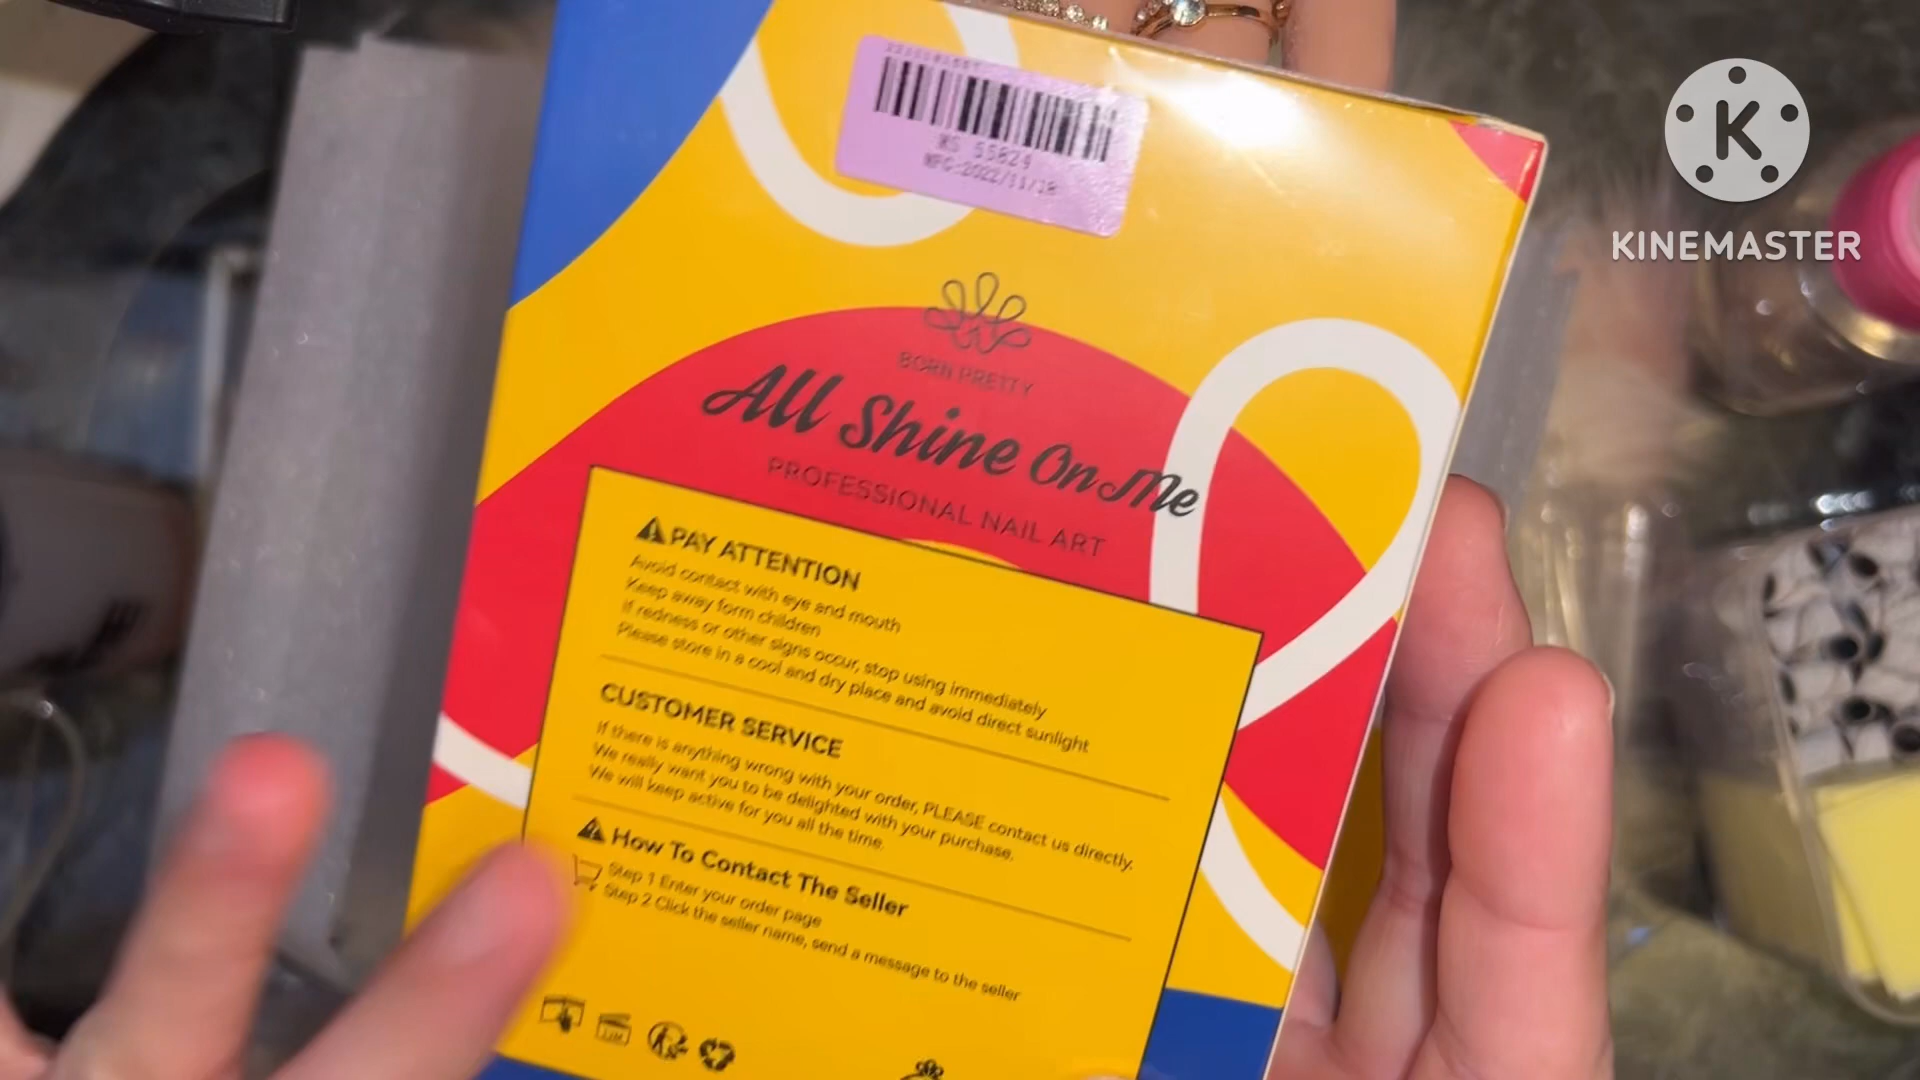 MS 55824
MFG:2022/11/18
K
KINEMASTER
BORN PRETTY
All Shine On Me
PROFESSIONAL NAIL ART
PAY ATTENTION
Avoid contact with eye and mouth
Keep away form children
If redness or other signs occur, stop using immediately
Please store in a cool and dry place and avoid direct sunlight
CUSTOMER SERVICE
If there is anything wrong with your order, PLEASE contact us directly.
We really want you to be delighted with your purchase.
We will keep active for you all the time.
How To Contact The Seller
Step 1 Enter your order page
Step 2 Click the seller name, send a message to the seller